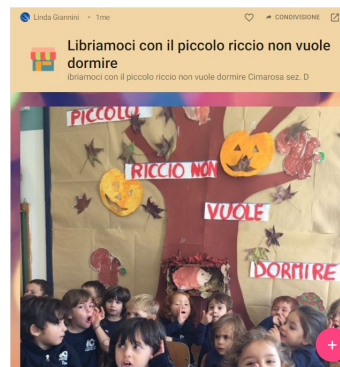 Linda Giannini • 1me
CONDIVISIONE
Libriamoci con il piccolo riccio non vuole
dormire
ibriamoci con il piccolo riccio non vuole dormire Cimarosa sez. D
PICCOLO
RICCIO NON
VUOLE
DORMIRE